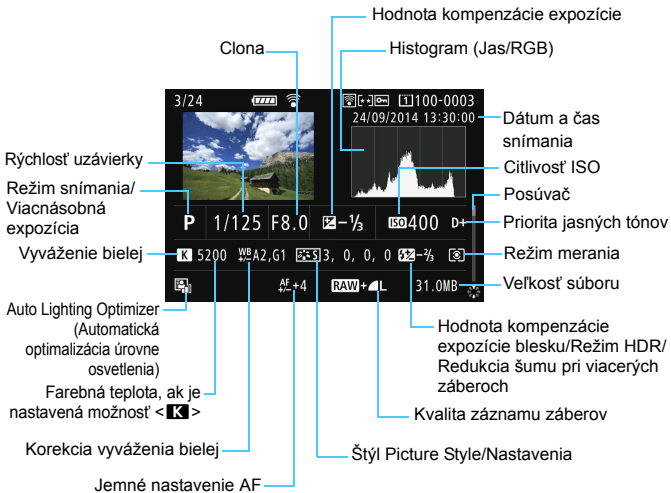 Hodnota kompenzácie expozície
Clona
Histogram (Jas/RGB)
3/24
1 100-0003
24/09/2014 13:30:00
Dátum a čas
snímania
Rýchlosť uzávierky
Citlivosť ISO
Režim snímania/
Viacnásobná
expozícia
Posúvač
P 1/125 F8.0 -1/3 ISO 400 D+
Priorita jasných tónov
Vyváženie bielej
K 5200 WB+/- A2,G1 S 3, 0, 0, 0 -2/3
Režim merania
AF+/- +4 RAW+L 31.0MB
Veľkosť súboru
Auto Lighting Optimizer
(Automatická
optimalizácia úrovne
osvetlenia)
Hodnota kompenzácie
expozície blesku/Režim HDR/
Redukcia šumu pri viacerých
záberoch
Farebná teplota, ak je
nastavená možnosť <K>
Kvalita záznamu záberov
Korekcia vyváženia bielej
Štýl Picture Style/Nastavenia
Jemné nastavenie AF